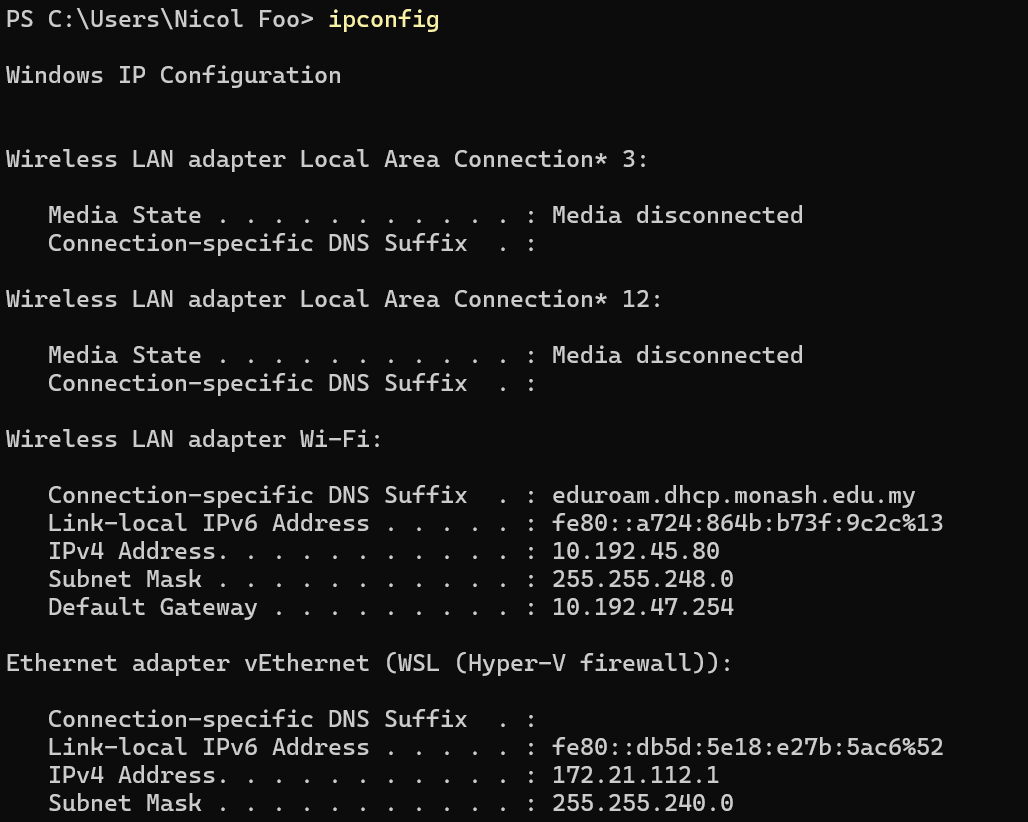 PS C:\Users\Nicol Foo> ipconfig
Windows IP Configuration
Wireless LAN adapter Local Area Connection* 3:
   Media State . . . . . . . . . . . : Media disconnected
   Connection-specific DNS Suffix  . :
Wireless LAN adapter Local Area Connection* 12:
   Media State . . . . . . . . . . . : Media disconnected
   Connection-specific DNS Suffix  . :
Wireless LAN adapter Wi-Fi:
   Connection-specific DNS Suffix  . : eduroam.dhcp.monash.edu.my
   Link-local IPv6 Address . . . . . : fe80::a724:864b:b73f:9c2c%13
   IPv4 Address. . . . . . . . . . . : 10.192.45.80
   Subnet Mask . . . . . . . . . . . : 255.255.248.0
   Default Gateway . . . . . . . . . : 10.192.47.254
Ethernet adapter vEthernet (WSL (Hyper-V firewall)):
   Connection-specific DNS Suffix  . :
   Link-local IPv6 Address . . . . . : fe80::db5d:5e18:e27b:5ac6%52
   IPv4 Address. . . . . . . . . . . : 172.21.112.1
   Subnet Mask . . . . . . . . . . . : 255.255.240.0